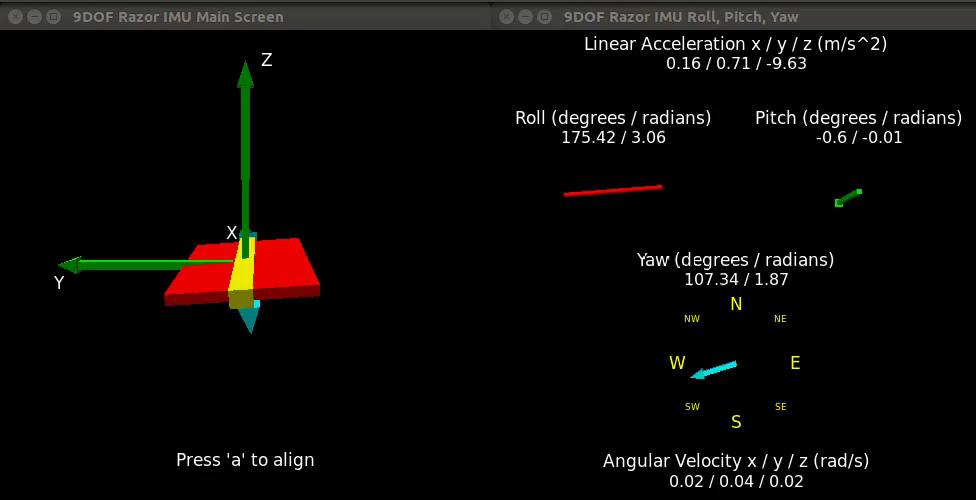 9DOF Razor IMU Main Screen
Z
X
Y
Press 'a' to align
9DOF Razor IMU Roll, Pitch, Yaw
Linear Acceleration x / y / z (m/s^2)
0.16 / 0.71 / -9.63
Roll (degrees / radians)
175.42 / 3.06
Pitch (degrees / radians)
-0.6 / -0.01
Yaw (degrees / radians)
107.34 / 1.87
N
NW NE
W E
SW SE
S
Angular Velocity x / y / z (rad/s)
0.02 / 0.04 / 0.02